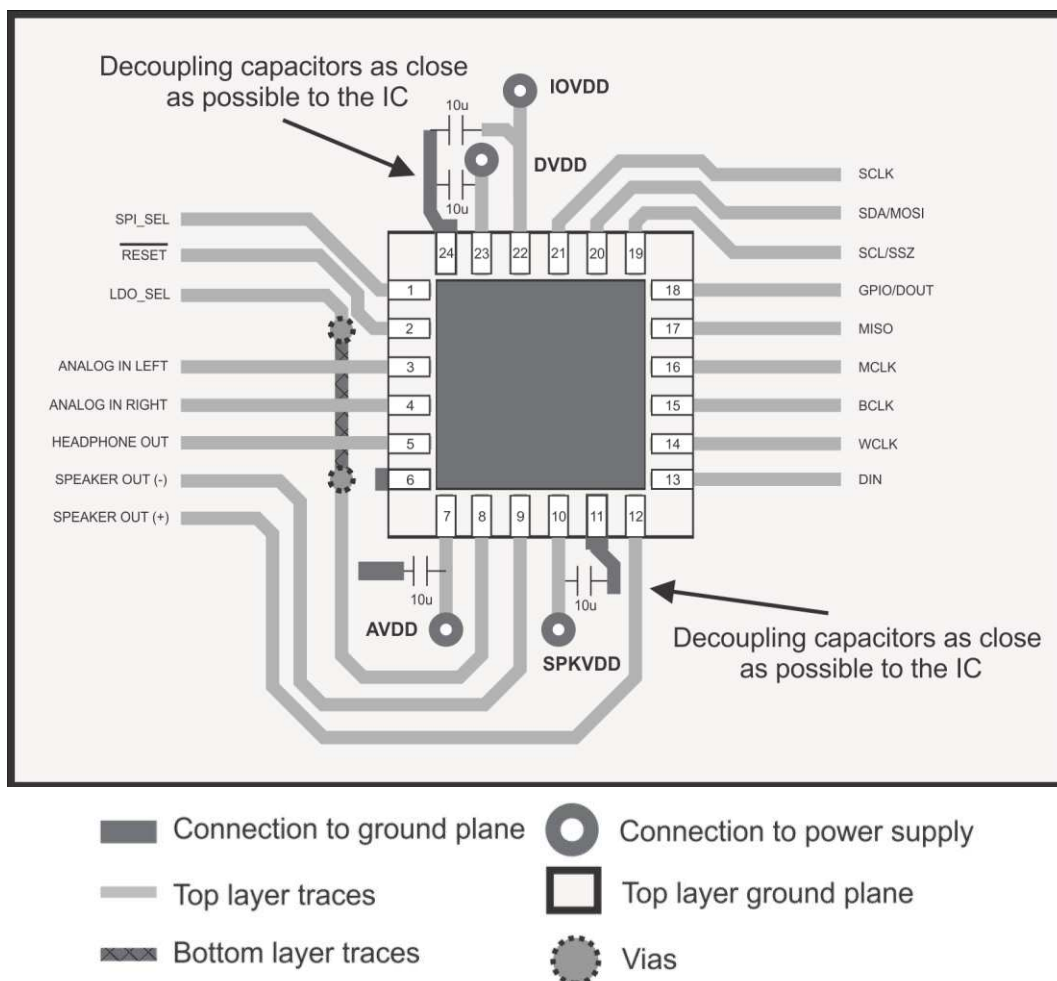 Decoupling capacitors as close
as possible to the IC
10u
IOVDD
DVDD
10u
SCLK
SDA/MOSI
SCL/SSZ
SPI_SEL
RESET
LDO_SEL
24
23
22
21
20
19
1
2
3
4
5
6
18
17
16
15
14
13
GPIO/DOUT
MISO
MCLK
BCLK
WCLK
DIN
ANALOG IN LEFT
ANALOG IN RIGHT
HEADPHONE OUT
SPEAKER OUT (-)
SPEAKER OUT (+)
7
8
9
10
11
12
10u
10u
AVDD
SPKVDD
Decoupling capacitors as close
as possible to the IC
Connection to ground plane
Connection to power supply
Top layer traces
Top layer ground plane
Bottom layer traces
Vias